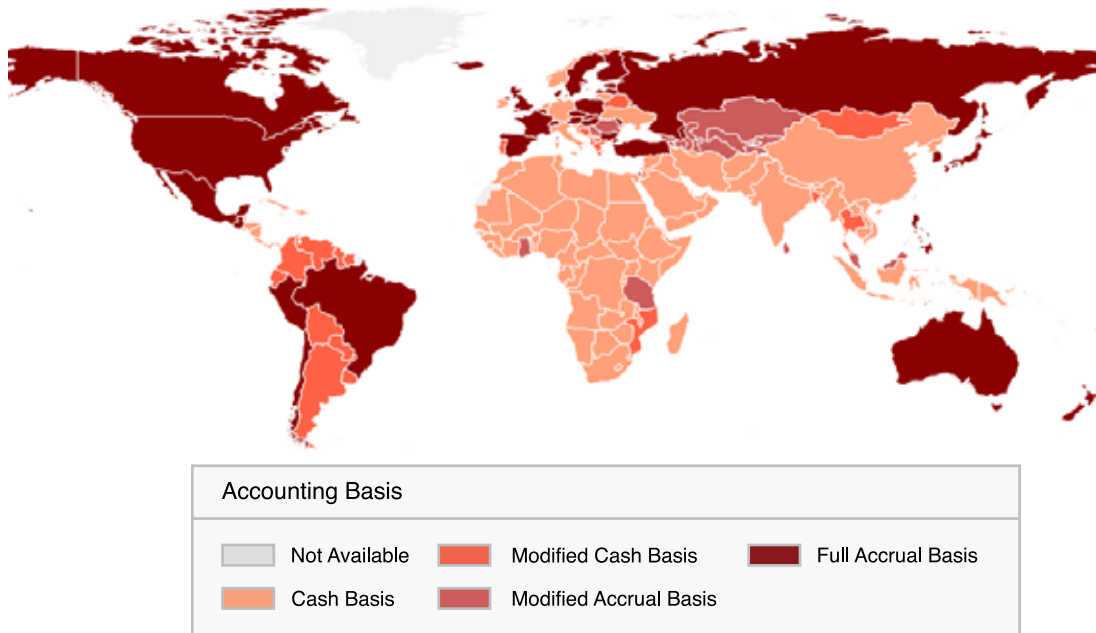 Accounting Basis
Not Available
Modified Cash Basis
Full Accrual Basis
Cash Basis
Modified Accrual Basis